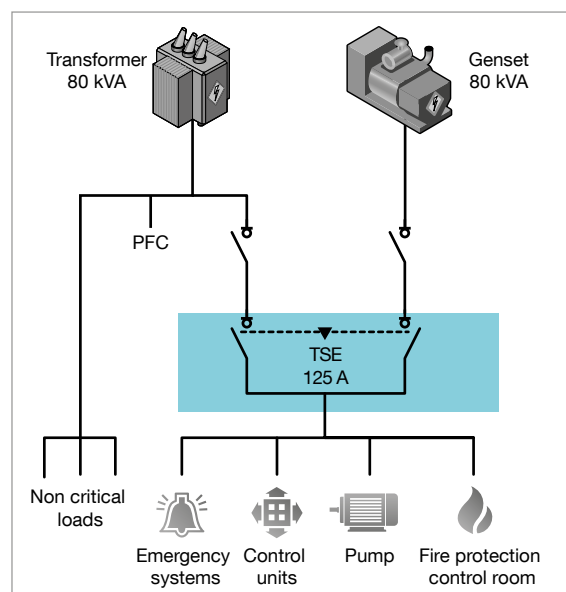 Transformer
80 kVA
Genset
80 kVA
PFC
TSE
125 A
Non critical
loads
Emergency
systems
Control
units
Pump
Fire protection
control room